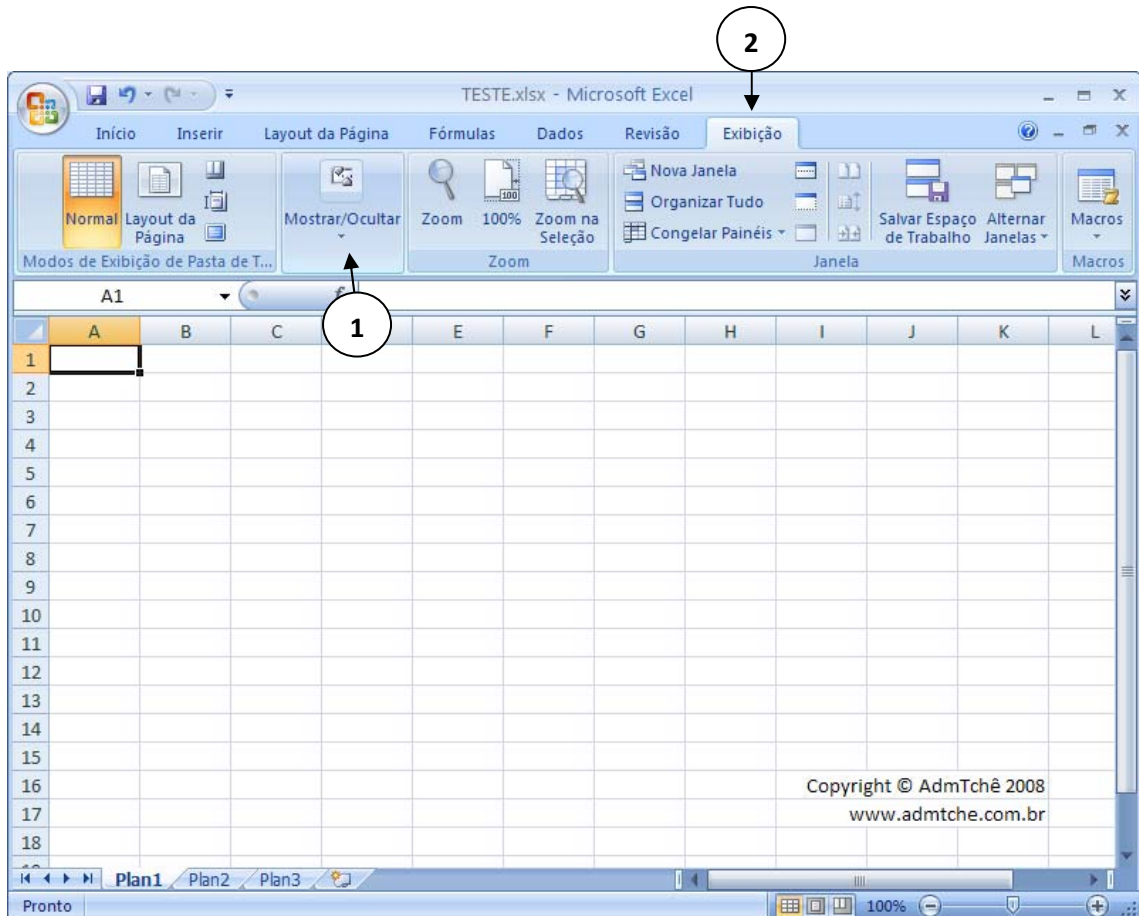 2
TESTE.xlsx - Microsoft Excel
Início Inserir Layout da Página Fórmulas Dados Revisão Exibição
Normal
Layout da
Página
Modos de Exibição de Pasta de T...
Mostrar/Ocultar
Zoom
100%
Zoom na
Seleção
Zoom
Nova Janela
Organizar Tudo
Congelar Painéis
Salvar Espaço
de Trabalho
Alternar
Janelas
Janela
Macros
Macros
A1
1
A B C E F G H I J K L
1
2
3
4
5
6
7
8
9
10
11
12
13
14
15
16
Copyright © AdmTchê 2008
17
www.admtche.com.br
18
Plan1 Plan2 Plan3
Pronto
100%